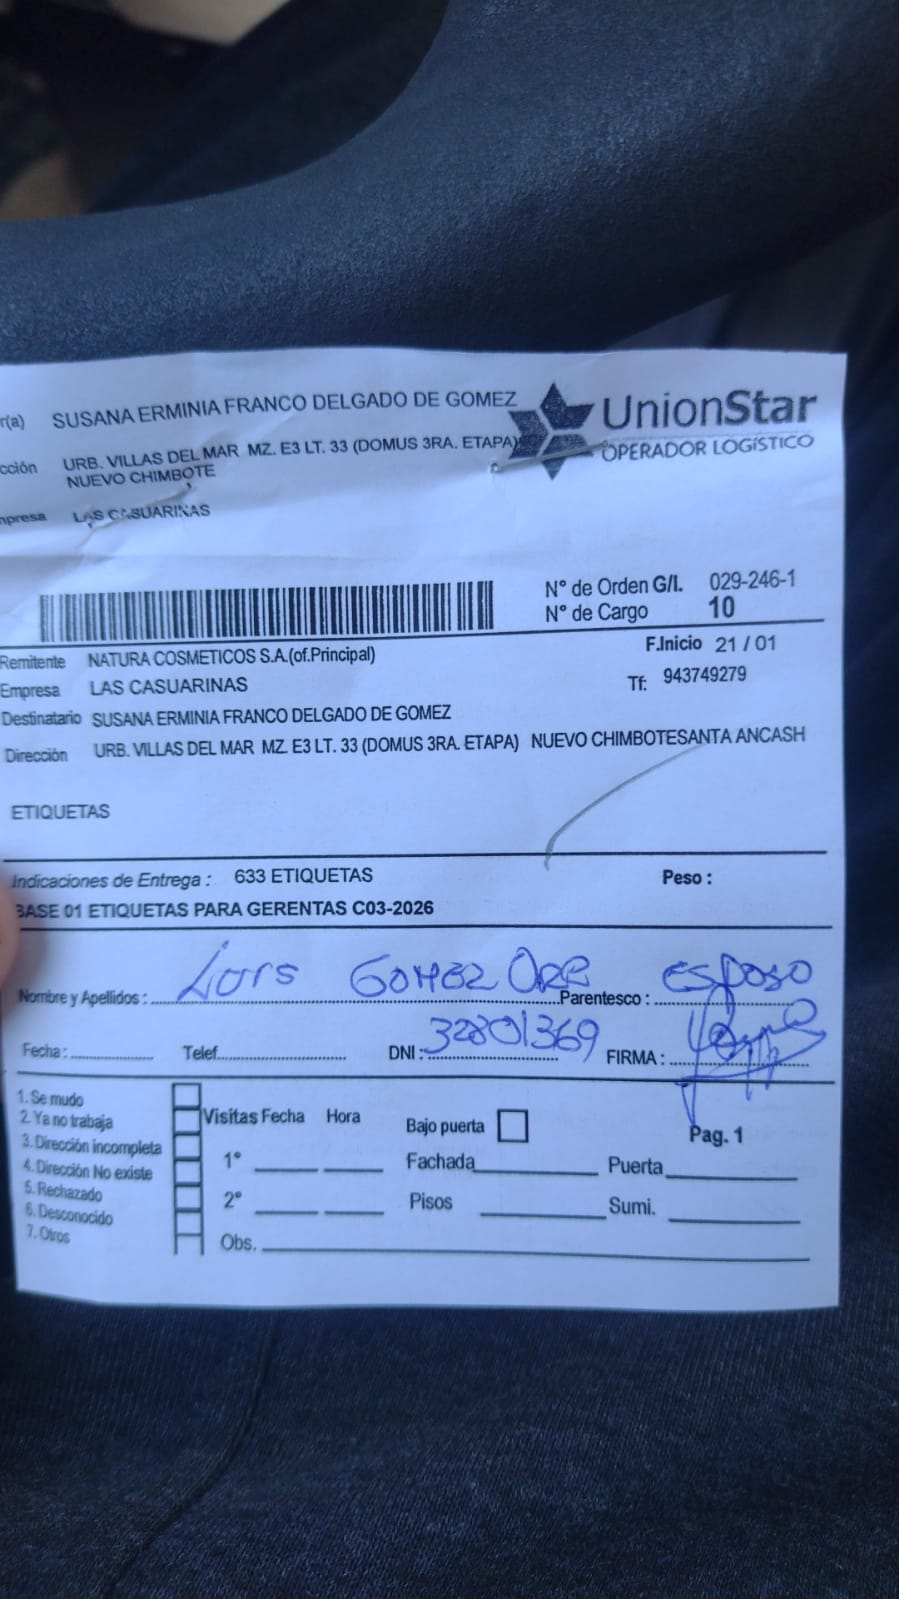 r(a) SUSANA ERMINIA FRANCO DELGADO DE GOMEZ
cción URB. VILLAS DEL MAR MZ. E3 LT. 33 (DOMUS 3RA. ETAPA)
NUEVO CHIMBOTE
mpresa LAS CASUARINAS
UnionStar
OPERADOR LOGÍSTICO
N° de Orden G/I. 029-246-1
N° de Cargo 10
Remitente NATURA COSMETICOS S.A.(of.Principal)
F.Inicio 21 / 01
Empresa LAS CASUARINAS
Tf: 943749279
Destinatario SUSANA ERMINIA FRANCO DELGADO DE GOMEZ
Dirección URB. VILLAS DEL MAR MZ. E3 LT. 33 (DOMUS 3RA. ETAPA) NUEVO CHIMBOTESANTA ANCASH
ETIQUETAS
Indicaciones de Entrega : 633 ETIQUETAS Peso :
BASE 01 ETIQUETAS PARA GERENTAS C03-2026
Nombre y Apellidos : Luis GOMEZ ORE Parentesco : esposo
Fecha : Telef. DNI : 32801369 FIRMA :
1. Se mudo
2. Ya no trabaja
3. Dirección incompleta
4. Dirección No existe
5. Rechazado
6. Desconocido
7. Otros
Visitas Fecha Hora Bajo puerta Pag. 1
1° Fachada Puerta
2° Pisos Sumi.
Obs.